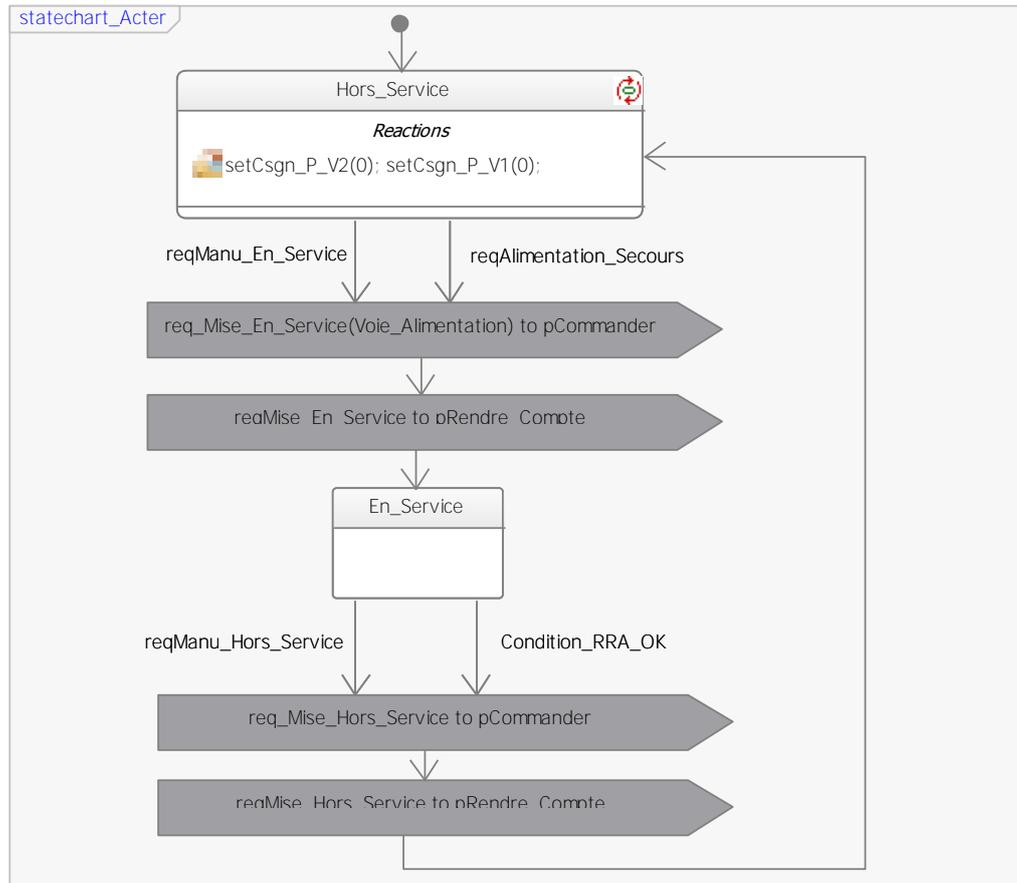 statechart_Acter
Hors_Service
Reactions
setCsgn_P_V2(0); setCsgn_P_V1(0);
reqManu_En_Service
reqAlimentation_Secours
req_Mise_En_Service(Voie_Alimentation) to pCommander
reqMise_En_Service to pRendre_Compte
En_Service
reqManu_Hors_Service
Condition_RRA_OK
req_Mise_Hors_Service to pCommander
reqMise_Hors_Service to pRendre_Compte